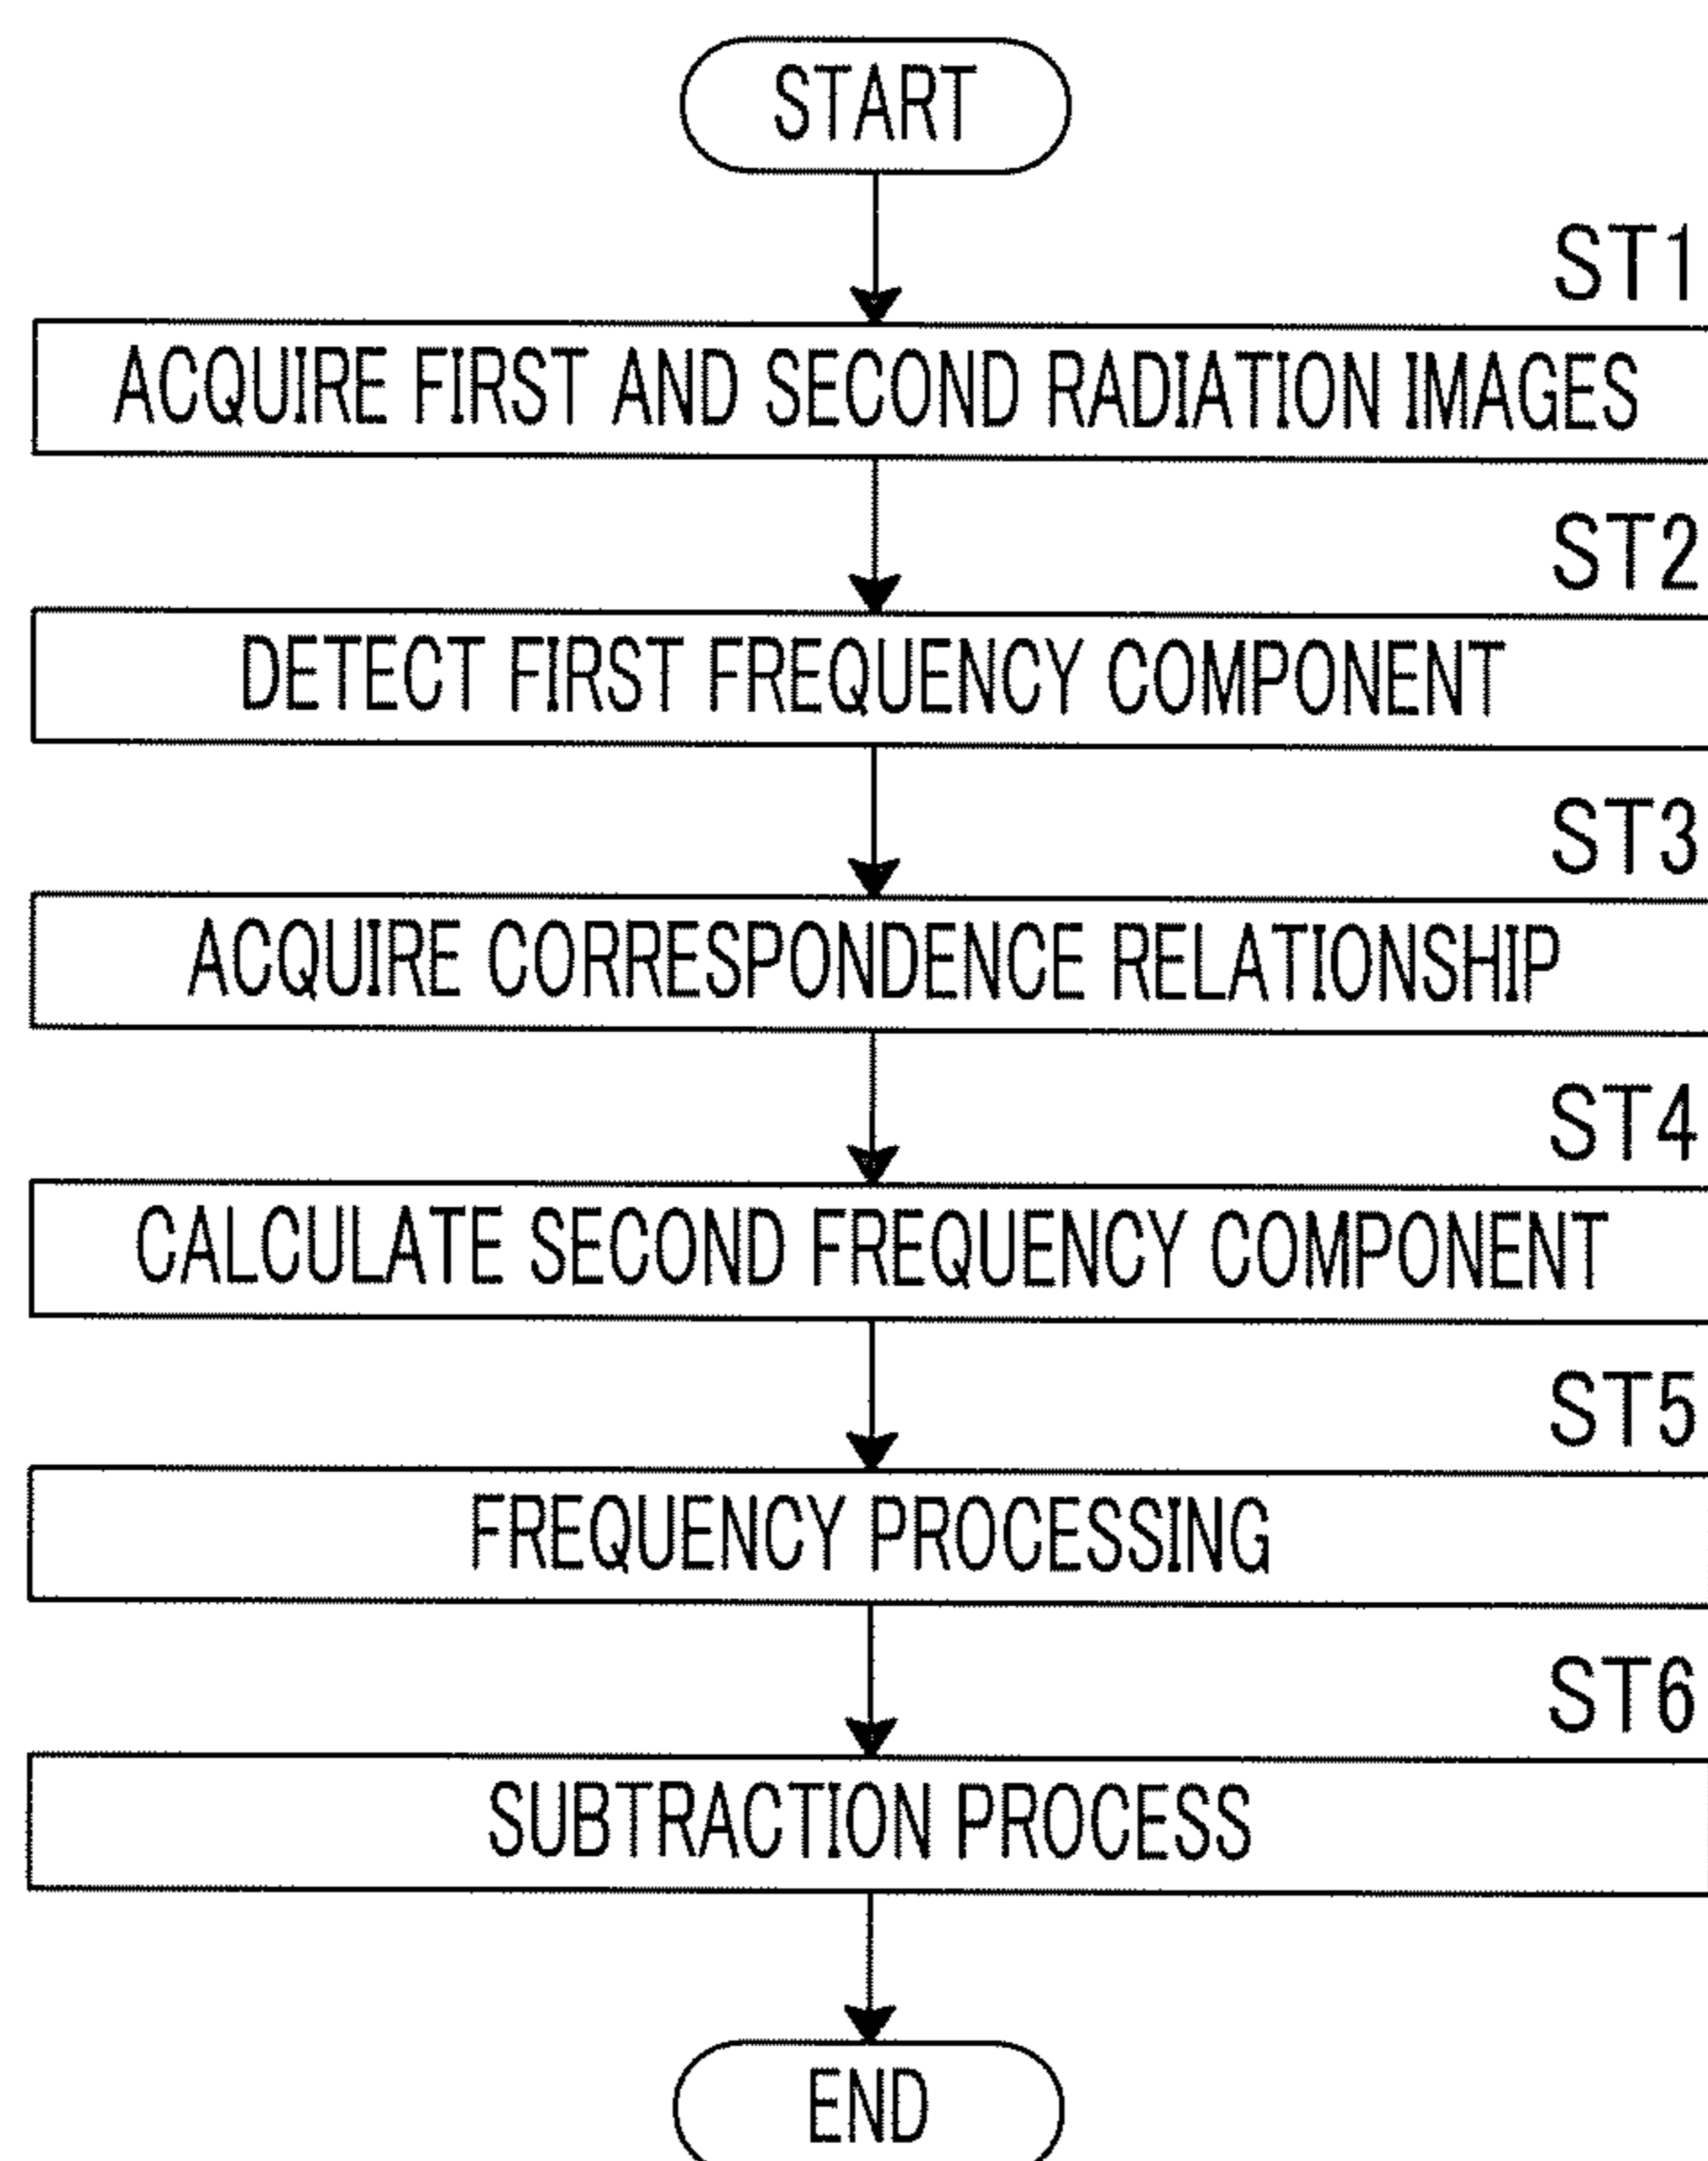 START
ST1
ACQUIRE FIRST AND SECOND RADIATION IMAGES
ST2
DETECT FIRST FREQUENCY COMPONENT
ST3
ACQUIRE CORRESPONDENCE RELATIONSHIP
ST4
CALCULATE SECOND FREQUENCY COMPONENT
ST5
FREQUENCY PROCESSING
ST6
SUBTRACTION PROCESS
END